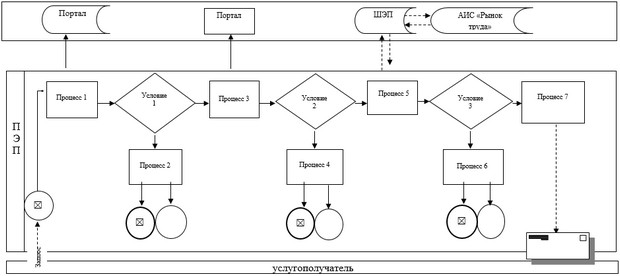 Портал
Портал
ШЭП
АИС «Рынок
труда»
ПЭП
Процесс 1
Условие
1
Процесс 3
Условие
2
Процесс 5
Условие
3
Процесс 7
Процесс 2
Процесс 4
Процесс 6
Запрос
услугополучатель